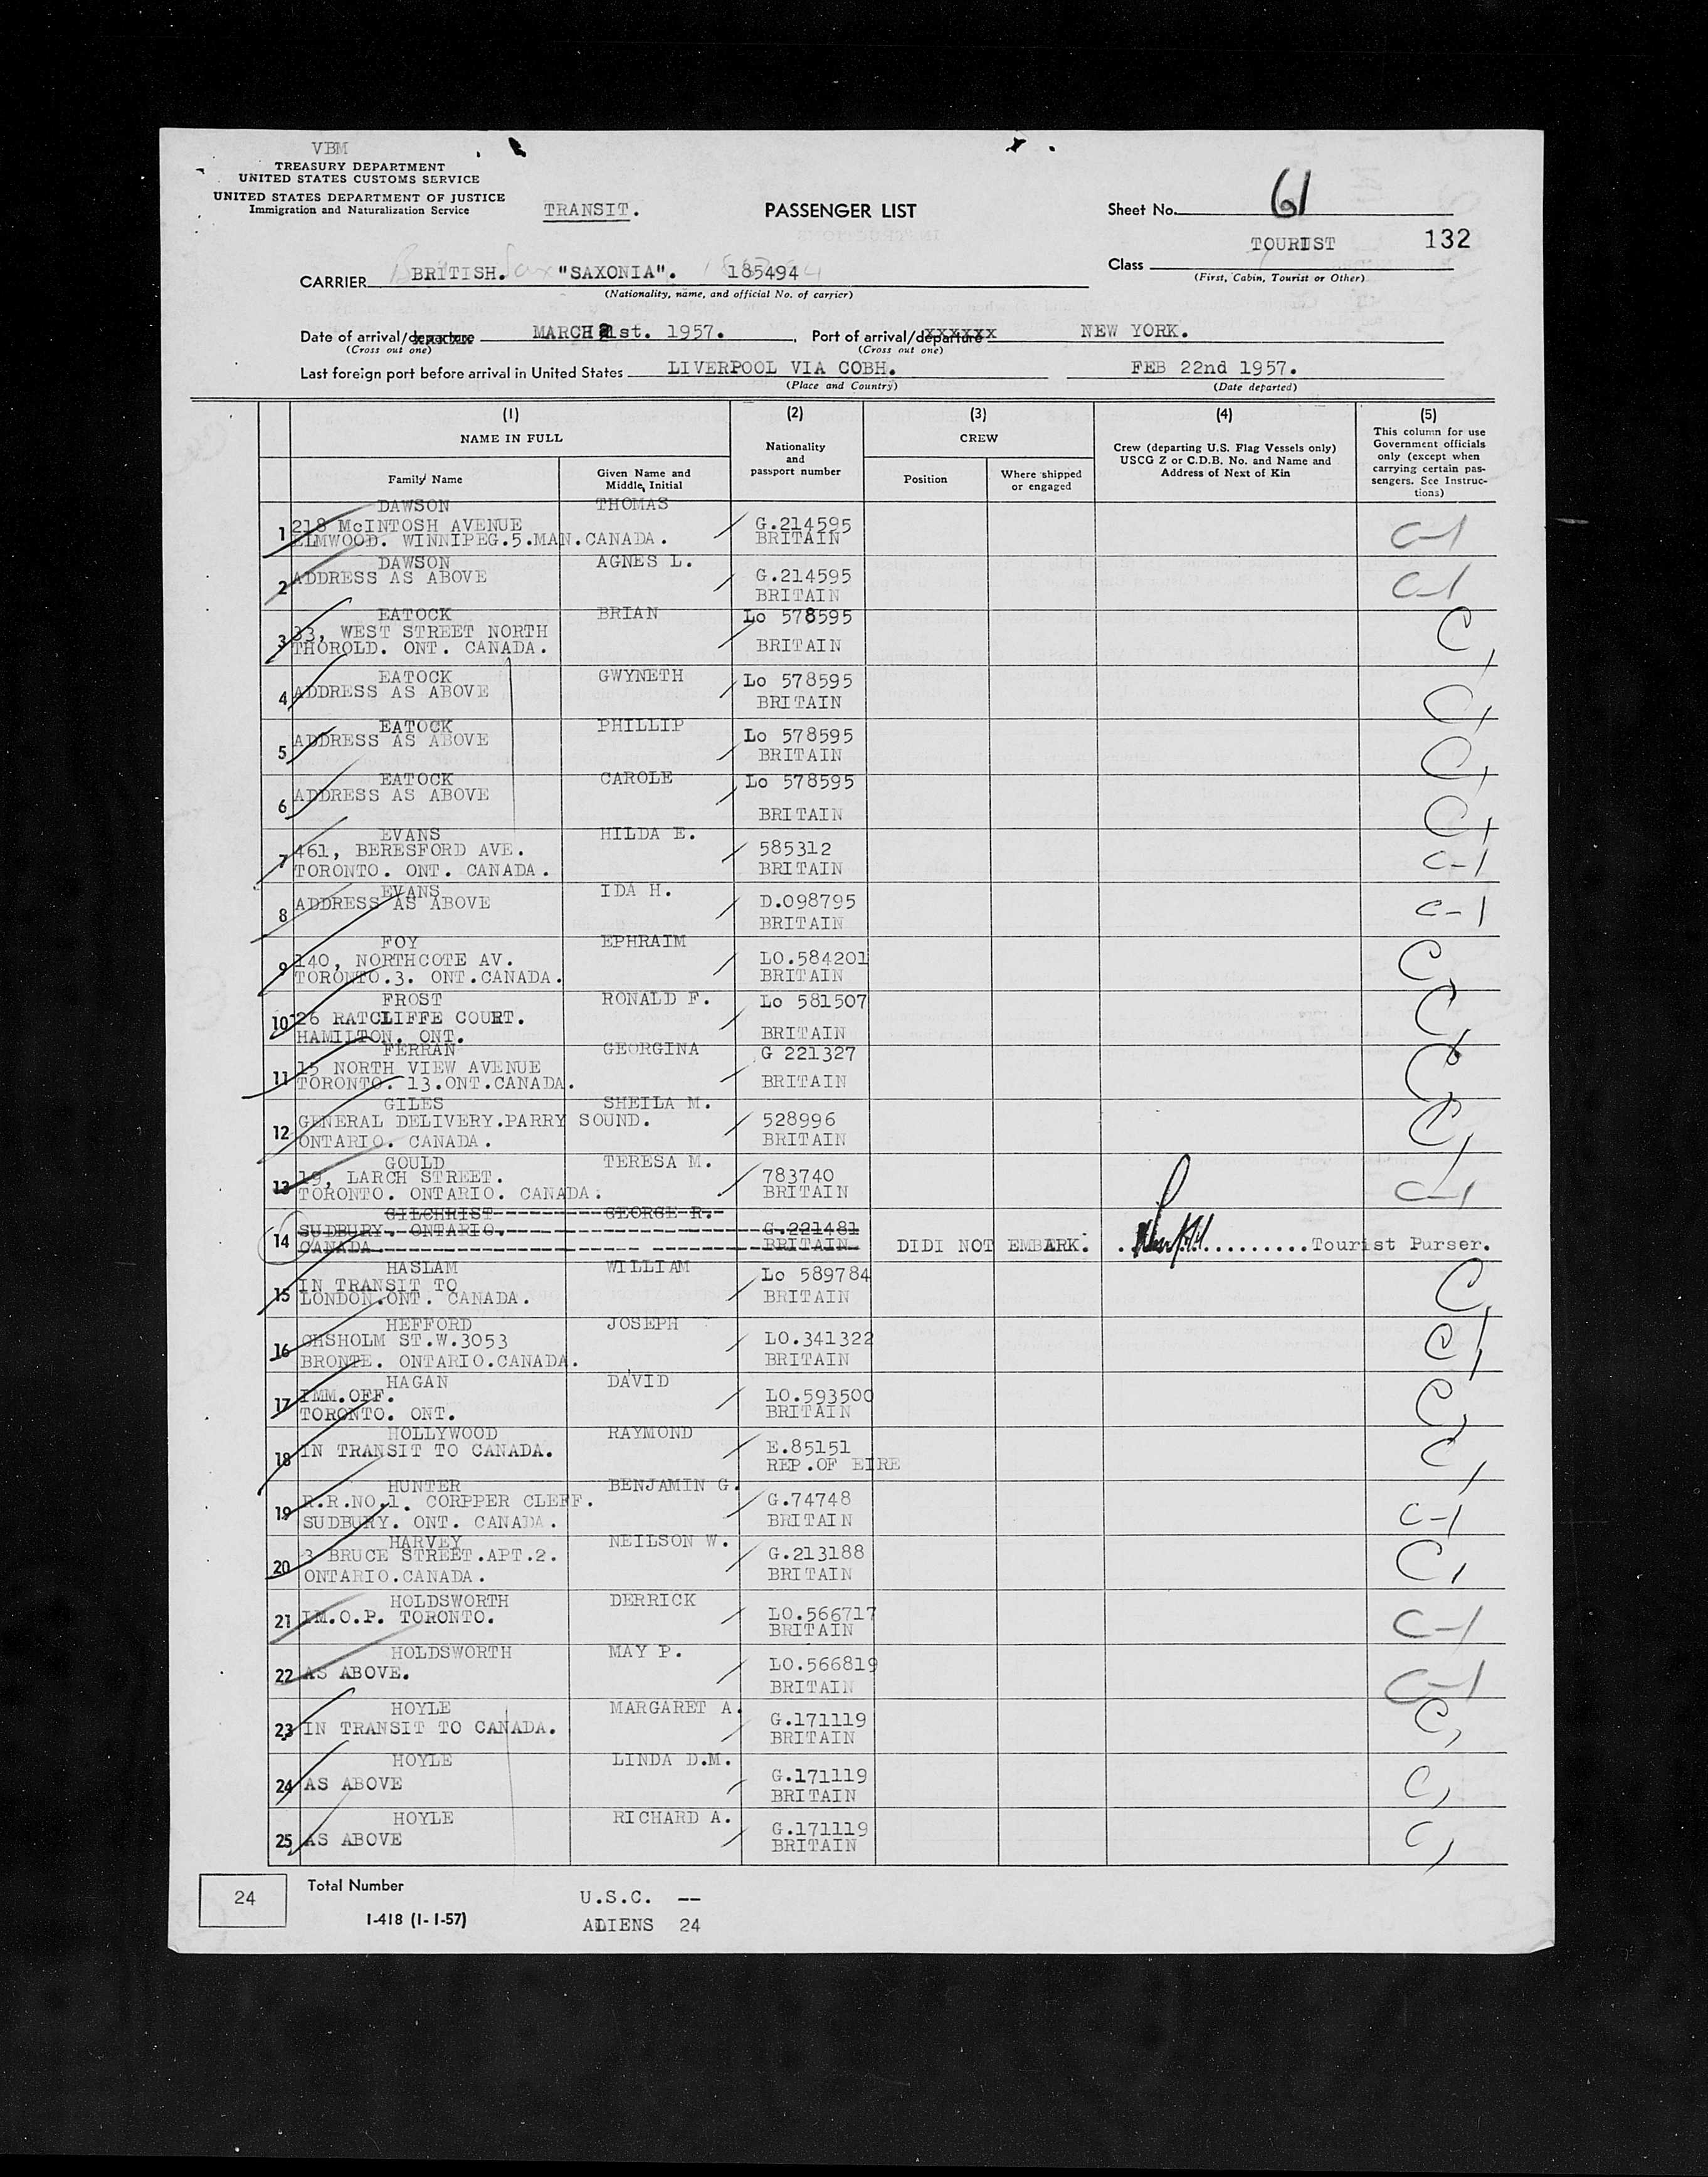 VBM
TREASURY DEPARTMENT
UNITED STATES CUSTOMS SERVICE
UNITED STATES DEPARTMENT OF JUSTICE
Immigration and Naturalization Service
TRANSIT.
PASSENGER LIST
Sheet No. 61
TOURIST 132
Class
(First, Cabin, Tourist or Other)
CARRIER BRITISH. "SAXONIA". 185494
(Nationality, name, and official No. of carrier)
Date of arrival/departure MARCH 1st. 1957. Port of arrival/departure NEW YORK.
(Cross out one) (Cross out one)
Last foreign port before arrival in United States LIVERPOOL VIA COBH. FEB 22nd 1957.
(Place and Country) (Date departed)
(1) (2) (3) (4) (5)
NAME IN FULL
Family Name
Given Name and
Middle Initial
Nationality
and
passport number
CREW
Position
Where shipped
or engaged
Crew (departing U.S. Flag Vessels only)
USCG Z or C.D.B. No. and Name and
Address of Next of Kin
This column for use
Government officials
only (except when
carrying certain pas-
sengers. See Instruc-
tions)
DAWSON THOMAS
1 218 McINTOSH AVENUE G.214595 C-1
ELMWOOD. WINNIPEG.5.MAN.CANADA. BRITAIN
DAWSON AGNES L.
2 ADDRESS AS ABOVE G.214595 C-1
BRITAIN
EATOCK BRIAN Lo 578595
3 33, WEST STREET NORTH C,
THOROLD. ONT. CANADA. BRITAIN
EATOCK GWYNETH Lo 578595
4 ADDRESS AS ABOVE BRITAIN C,
EATOCK PHILLIP
5 ADDRESS AS ABOVE Lo 578595 C,
BRITAIN
EATOCK CAROLE Lo 578595
6 ADDRESS AS ABOVE C,
BRITAIN
EVANS HILDA E.
7 461, BERESFORD AVE. 585312 C-1
TORONTO. ONT. CANADA. BRITAIN
EVANS IDA H.
8 ADDRESS AS ABOVE D.098795 C-1
BRITAIN
FOY EPHRAIM
9 140, NORTHCOTE AV. LO.584201 C,
TORONTO.3. ONT.CANADA. BRITAIN
FROST RONALD F. Lo 581507
10 26 RATCLIFFE COURT. C,
HAMILTON. ONT. BRITAIN
FERRAN GEORGINA G 221327
11 15 NORTH VIEW AVENUE C,
TORONTO. 13.ONT.CANADA. BRITAIN
GILES SHEILA M.
12 GENERAL DELIVERY.PARRY SOUND. 528996 C,
ONTARIO. CANADA. BRITAIN
GOULD TERESA M.
13 19, LARCH STREET. 783740 C-1
TORONTO. ONTARIO. CANADA. BRITAIN
GILCHRIST GEORGE R.
14 SUDBURY. ONTARIO. G.221481
CANADA BRITAIN DIDI NOT EMBARK. ..........Tourist Purser.
HASLAM WILLIAM Lo 589784
15 IN TRANSIT TO C,
LONDON.ONT. CANADA. BRITAIN
HEFFORD JOSEPH
16 CHSHOLM ST.W.3053 LO.341322 C,
BRONTE. ONTARIO.CANADA. BRITAIN
HAGAN DAVID
17 IMM.OFF. LO.593500 C,
TORONTO. ONT. BRITAIN
HOLLYWOOD RAYMOND
18 IN TRANSIT TO CANADA. E.85151 C,
REP.OF EIRE
HUNTER BENJAMIN G.
19 R.R.NO.1. CORPPER CLEFF. G.74748 C-1
SUDBURY. ONT. CANADA. BRITAIN
HARVEY NEILSON W.
20 3 BRUCE STREET.APT.2. G.213188 C,
ONTARIO.CANADA. BRITAIN
HOLDSWORTH DERRICK
21 IM.O.P. TORONTO. LO.566717 C-1
BRITAIN
HOLDSWORTH MAY P.
22 AS ABOVE. LO.566819 C-1
BRITAIN
HOYLE MARGARET A.
23 IN TRANSIT TO CANADA. G.171119 C,
BRITAIN
HOYLE LINDA D.M.
24 AS ABOVE G.171119 C,
BRITAIN
HOYLE RICHARD A.
25 AS ABOVE G.171119 C,
BRITAIN
24 Total Number
I-418 (1-1-57)
U.S.C. --
ALIENS 24